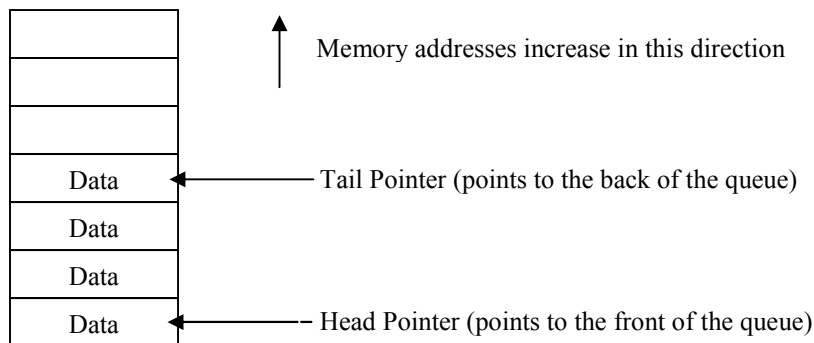 Memory addresses increase in this direction
Data
Tail Pointer (points to the back of the queue)
Data
Data
Data
Head Pointer (points to the front of the queue)